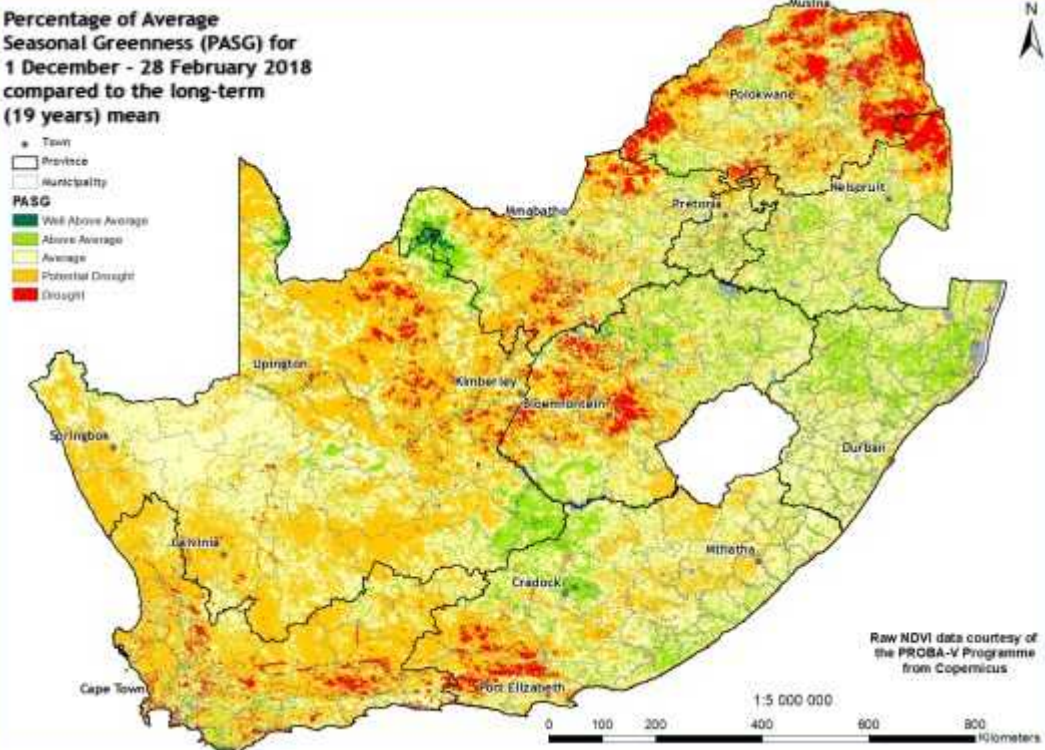 Percentage of Average
Seasonal Greenness (PASG) for
1 December - 28 February 2018
compared to the long-term
(19 years) mean
Town
Province
Municipality
PASG
Well Above Average
Above Average
Average
Potential Drought
Drought
N
Musina
Polokwane
Nelspruit
Pretoria
Mmabatho
Upington
Kimberley
Bloemfontein
Springbok
Durban
Calvinia
Mthatha
Cradock
Cape Town
Port Elizabeth
Raw NDVI data courtesy of
the PROBA-V Programme
from Copernicus
1:5 000 000
0 100 200 400 600 800
Kilometers